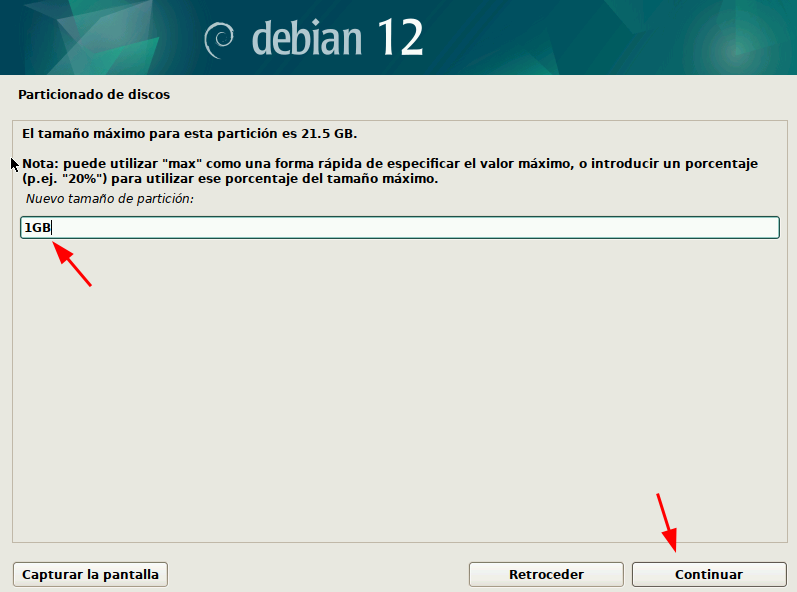 debian 12
Particionado de discos
El tamaño máximo para esta partición es 21.5 GB.
Nota: puede utilizar "max" como una forma rápida de especificar el valor máximo, o introducir un porcentaje
(p.ej. "20%") para utilizar ese porcentaje del tamaño máximo.
Nuevo tamaño de partición:
1GB
Capturar la pantalla
Retroceder
Continuar